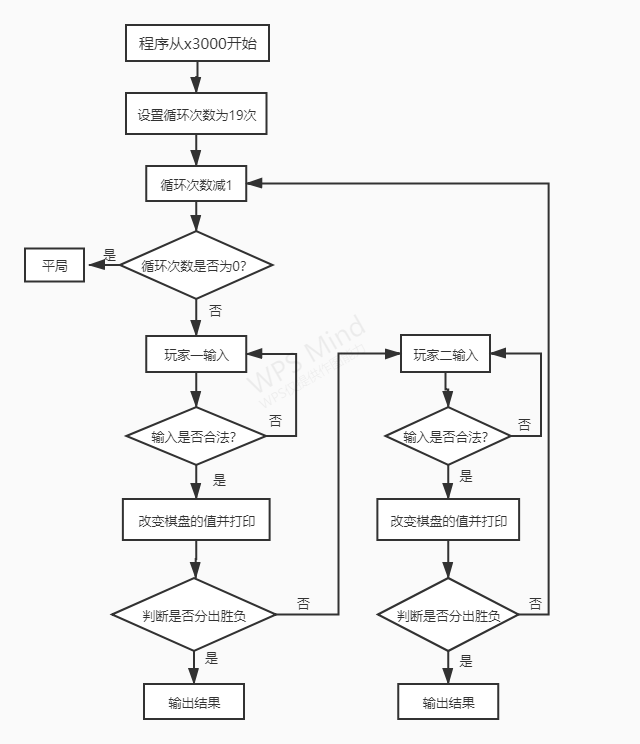 程序从x3000开始
设置循环次数为19次
循环次数减1
循环次数是否为0?
是
平局
否
玩家一输入
输入是否合法?
否
是
改变棋盘的值并打印
判断是否分出胜负
否
是
输出结果
玩家二输入
输入是否合法?
否
是
改变棋盘的值并打印
判断是否分出胜负
否
是
输出结果
WPS Mind